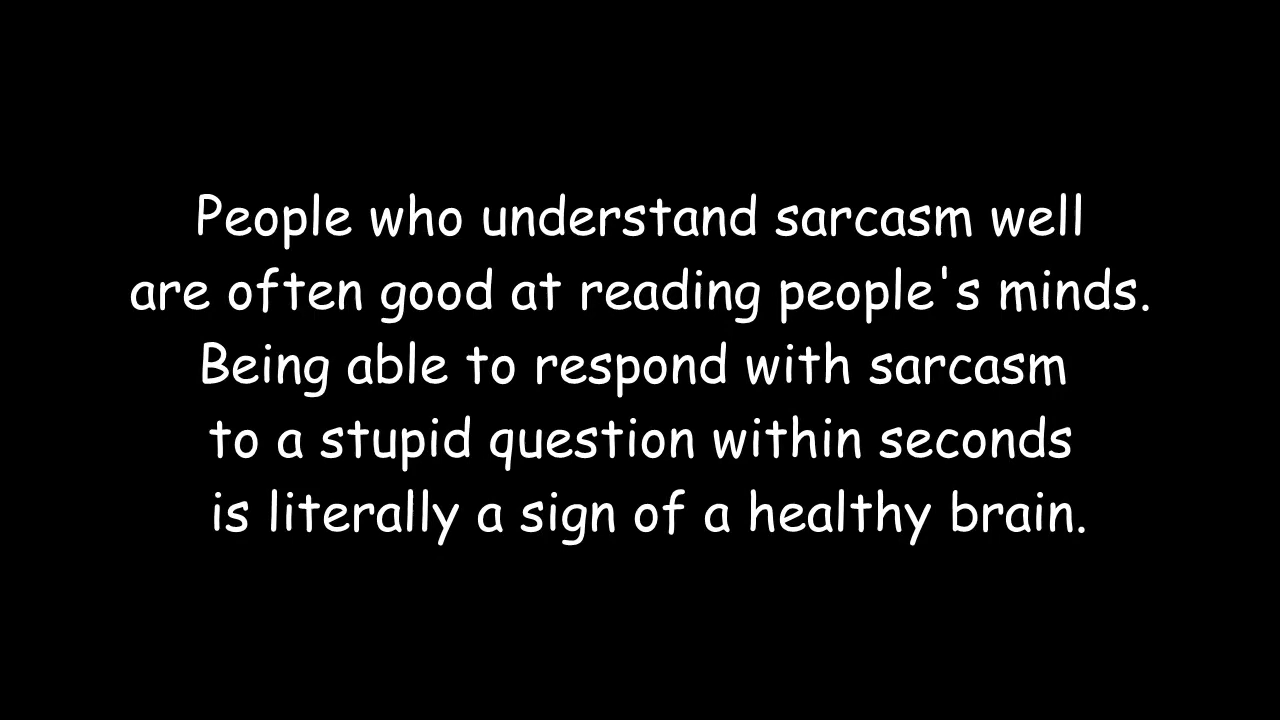 People who understand sarcasm well
are often good at reading people's minds.
Being able to respond with sarcasm
to a stupid question within seconds
is literally a sign of a healthy brain.